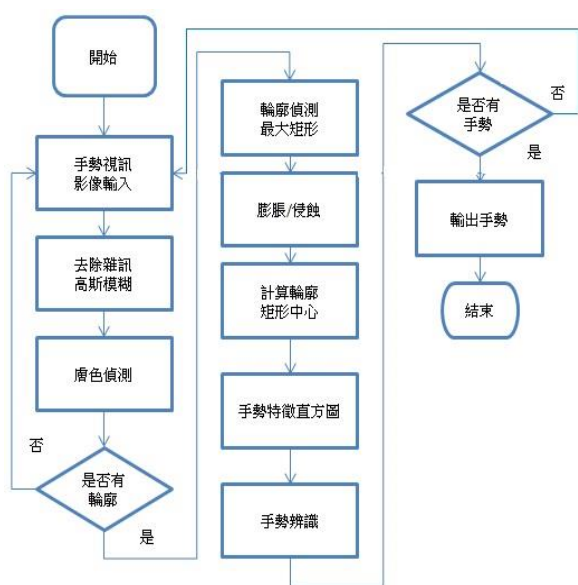 開始
手勢視訊
影像輸入
去除雜訊
高斯模糊
膚色偵測
否
是否有
輪廓
是
輪廓偵測
最大矩形
膨脹/侵蝕
計算輪廓
矩形中心
手勢特徵直方圖
手勢辨識
是否有
手勢
否
是
輸出手勢
結束